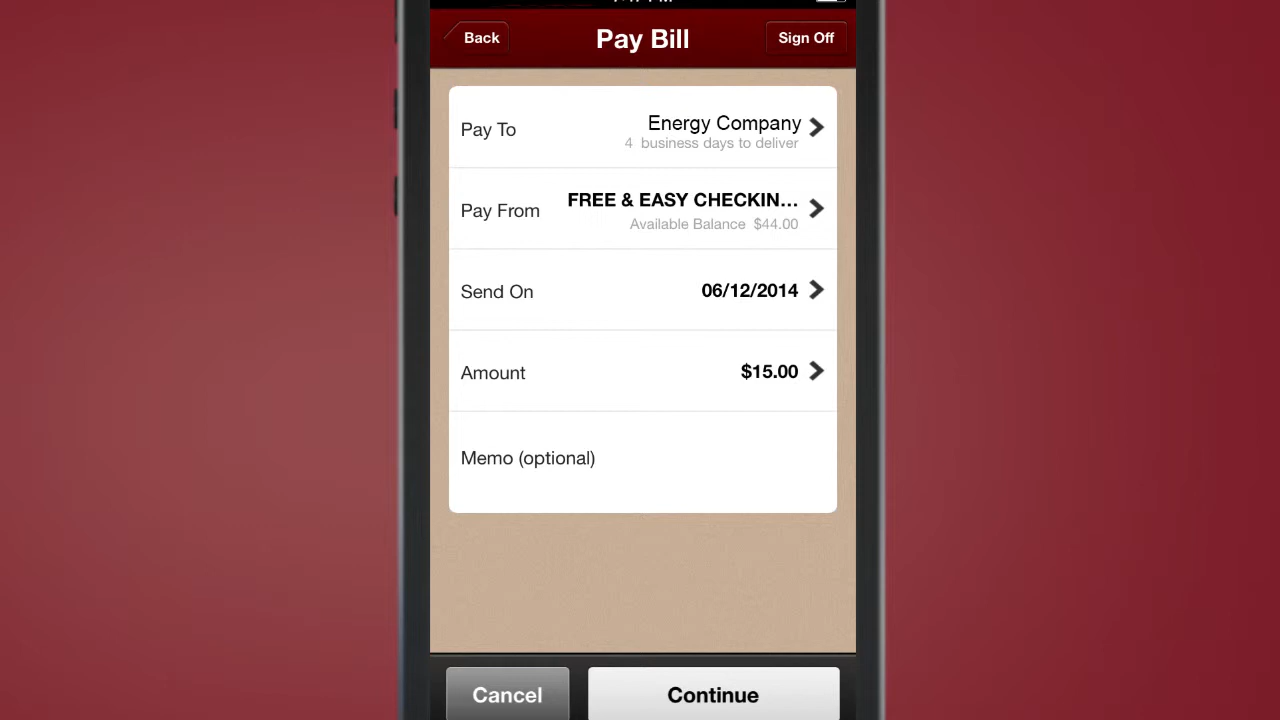 Back
Pay Bill
Sign Off
Pay To
Energy Company
4 business days to deliver
Pay From
FREE & EASY CHECKIN...
Available Balance $44.00
Send On
06/12/2014
Amount
$15.00
Memo (optional)
Cancel
Continue